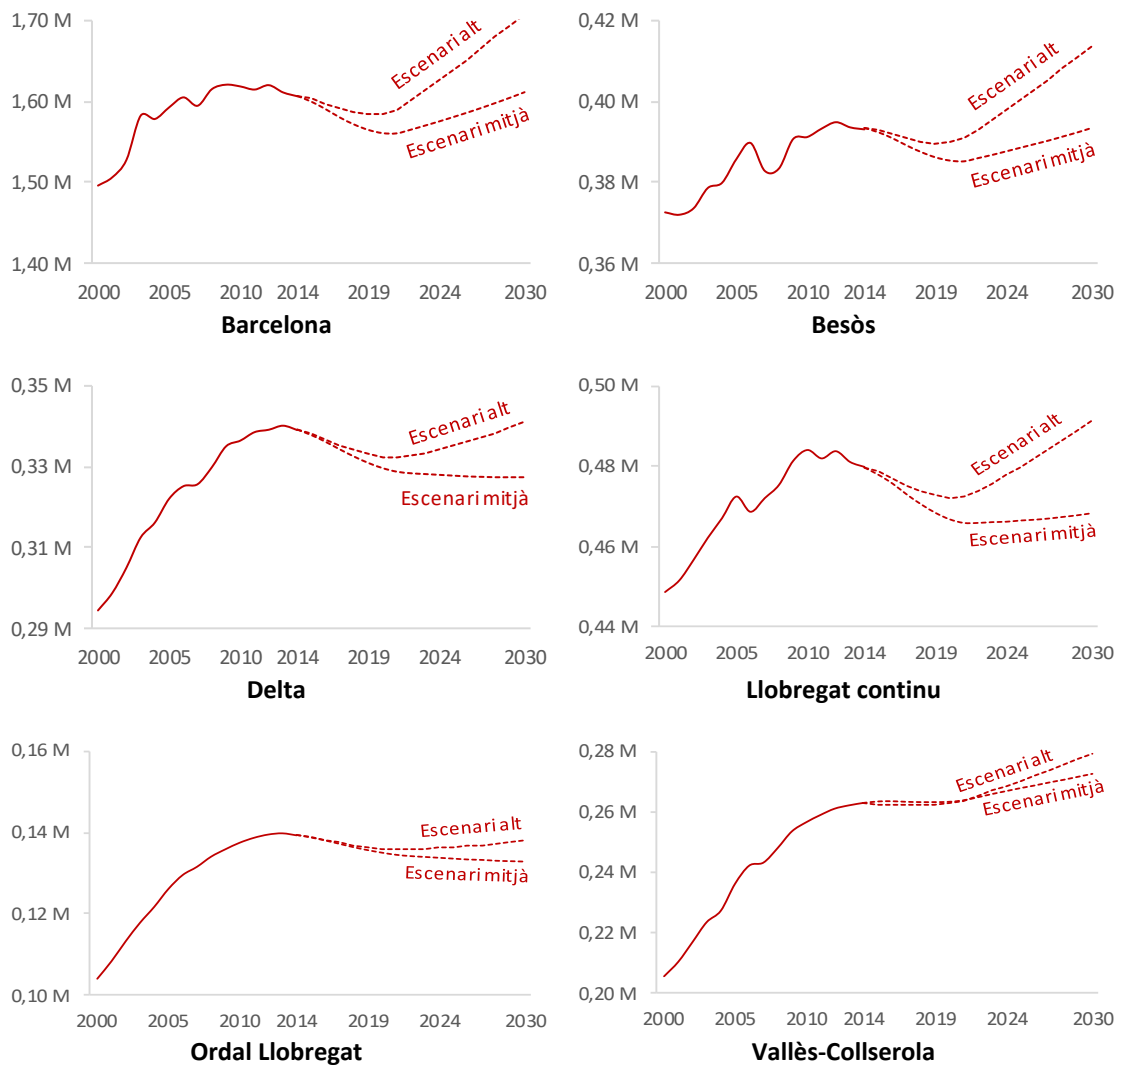 1,70 M
1,60 M
1,50 M
1,40 M
Escenari alt
Escenari mitjà
2000 2005 2010 2014 2019 2024 2030
Barcelona
0,42 M
0,40 M
0,38 M
0,36 M
Escenari alt
Escenari mitjà
2000 2005 2010 2014 2019 2024 2030
Besòs
0,35 M
0,33 M
0,31 M
0,29 M
Escenari alt
Escenari mitjà
2000 2005 2010 2014 2019 2024 2030
Delta
0,50 M
0,48 M
0,46 M
0,44 M
Escenari alt
Escenari mitjà
2000 2005 2010 2014 2019 2024 2030
Llobregat continu
0,16 M
0,14 M
0,12 M
0,10 M
Escenari alt
Escenari mitjà
2000 2005 2010 2014 2019 2024 2030
Ordal Llobregat
0,28 M
0,26 M
0,24 M
0,22 M
0,20 M
Escenari alt
Escenari mitjà
2000 2005 2010 2014 2019 2024 2030
Vallès-Collserola